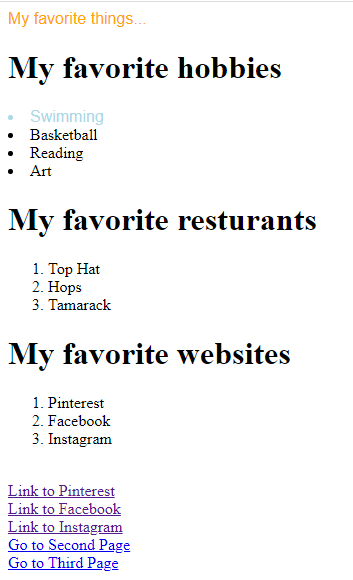 My favorite things...
My favorite hobbies
• Swimming
• Basketball
• Reading
• Art
My favorite resturants
1. Top Hat
2. Hops
3. Tamarack
My favorite websites
1. Pinterest
2. Facebook
3. Instagram
Link to Pinterest
Link to Facebook
Link to Instagram
Go to Second Page
Go to Third Page